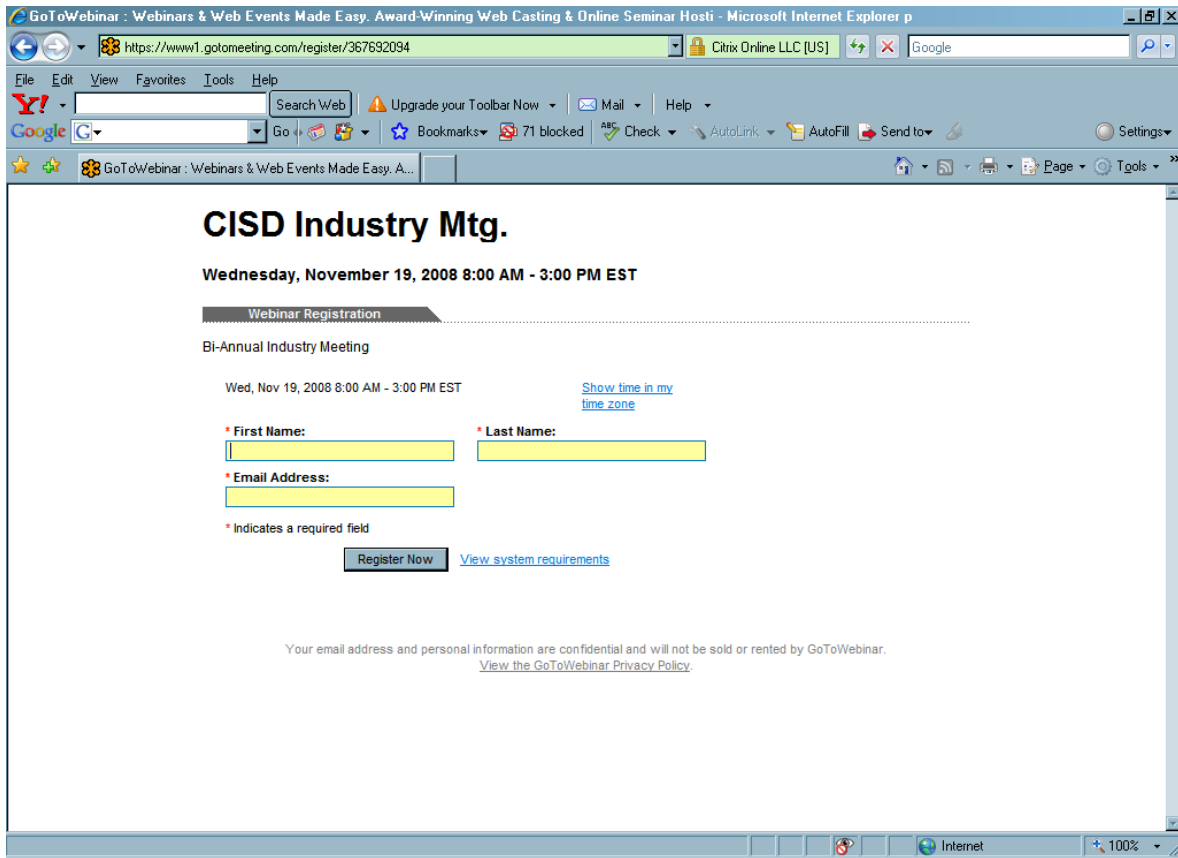 GoToWebinar : Webinars & Web Events Made Easy. Award-Winning Web Casting & Online Seminar Hosti - Microsoft Internet Explorer p
https://www1.gotomeeting.com/register/367692094 Citrix Online LLC [US] Google
File Edit View Favorites Tools Help
Y! Search Web Upgrade your Toolbar Now Mail Help
Google G Go Bookmarks 71 blocked ABC Check AutoLink AutoFill Send to Settings
GoToWebinar : Webinars & Web Events Made Easy. A... Page Tools »
CISD Industry Mtg.
Wednesday, November 19, 2008 8:00 AM - 3:00 PM EST
Webinar Registration
Bi-Annual Industry Meeting
Wed, Nov 19, 2008 8:00 AM - 3:00 PM EST Show time in my
time zone
* First Name: * Last Name:
* Email Address:
* Indicates a required field
Register Now View system requirements
Your email address and personal information are confidential and will not be sold or rented by GoToWebinar.
View the GoToWebinar Privacy Policy.
Internet 100%